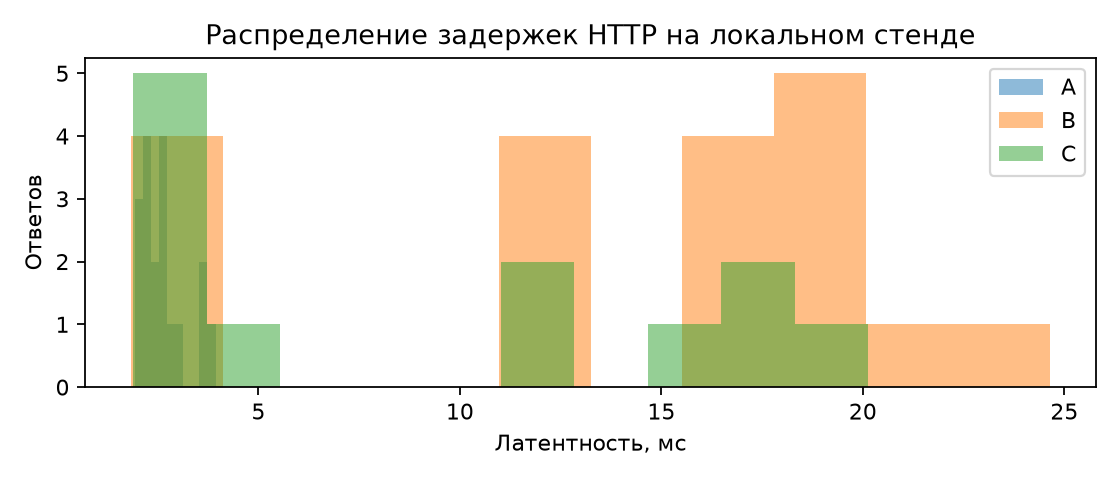 Распределение задержек HTTP на локальном стенде
Ответов
5
4
3
2
1
0
A
B
C
5
10
15
20
25
Латентность, мс